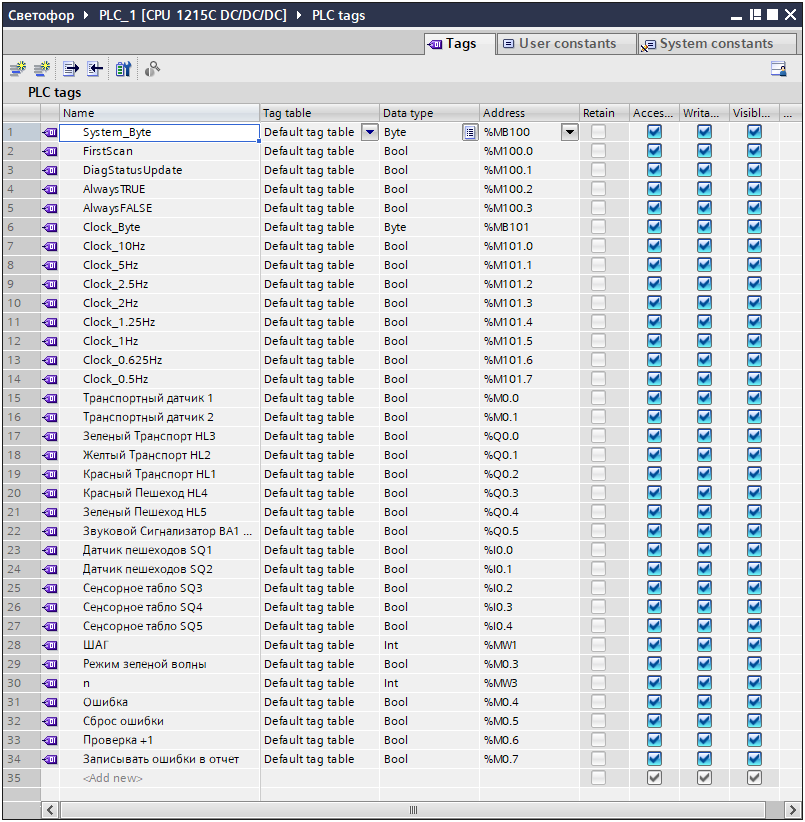 Светофор PLC_1 [CPU 1215C DC/DC/DC] PLC tags
Tags User constants System constants
PLC tags
Name Tag table Data type Address Retain Acces... Writa... Visibl... ...
1 System_Byte Default tag table Byte %MB100
2 FirstScan Default tag table Bool %M100.0
3 DiagStatusUpdate Default tag table Bool %M100.1
4 AlwaysTRUE Default tag table Bool %M100.2
5 AlwaysFALSE Default tag table Bool %M100.3
6 Clock_Byte Default tag table Byte %MB101
7 Clock_10Hz Default tag table Bool %M101.0
8 Clock_5Hz Default tag table Bool %M101.1
9 Clock_2.5Hz Default tag table Bool %M101.2
10 Clock_2Hz Default tag table Bool %M101.3
11 Clock_1.25Hz Default tag table Bool %M101.4
12 Clock_1Hz Default tag table Bool %M101.5
13 Clock_0.625Hz Default tag table Bool %M101.6
14 Clock_0.5Hz Default tag table Bool %M101.7
15 Транспортный датчик 1 Default tag table Bool %M0.0
16 Транспортный датчик 2 Default tag table Bool %M0.1
17 Зеленый Транспорт HL3 Default tag table Bool %Q0.0
18 Желтый Транспорт HL2 Default tag table Bool %Q0.1
19 Красный Транспорт HL1 Default tag table Bool %Q0.2
20 Красный Пешеход HL4 Default tag table Bool %Q0.3
21 Зеленый Пешеход HL5 Default tag table Bool %Q0.4
22 Звуковой Сигнализатор BA1 ... Default tag table Bool %Q0.5
23 Датчик пешеходов SQ1 Default tag table Bool %I0.0
24 Датчик пешеходов SQ2 Default tag table Bool %I0.1
25 Сенсорное табло SQ3 Default tag table Bool %I0.2
26 Сенсорное табло SQ4 Default tag table Bool %I0.3
27 Сенсорное табло SQ5 Default tag table Bool %I0.4
28 ШАГ Default tag table Int %MW1
29 Режим зеленой волны Default tag table Bool %M0.3
30 n Default tag table Int %MW3
31 Ошибка Default tag table Bool %M0.4
32 Сброс ошибки Default tag table Bool %M0.5
33 Проверка +1 Default tag table Bool %M0.6
34 Записывать ошибки в отчет Default tag table Bool %M0.7
35 <Add new>